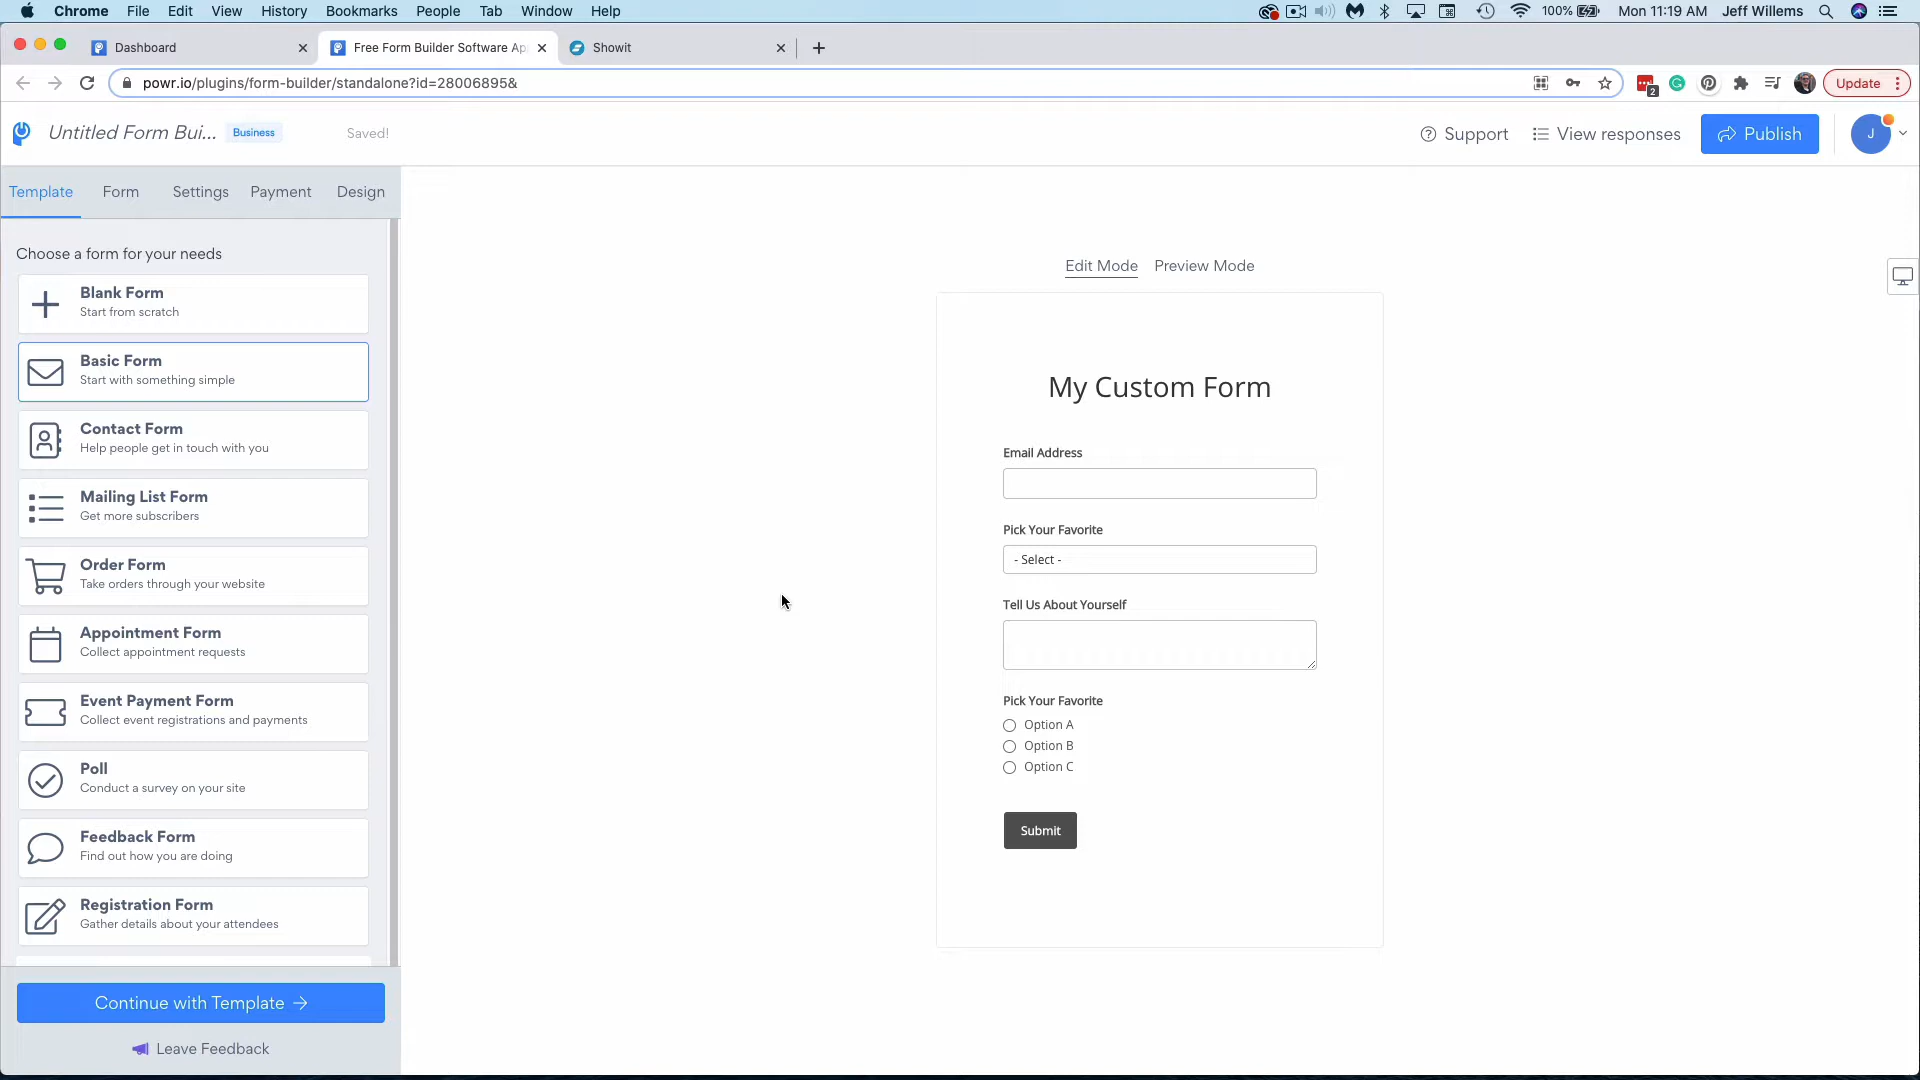 Chrome File Edit View History Bookmarks People Tab Window Help 100% Mon 11:19 AM Jeff Willems
Dashboard Free Form Builder Software Ap Showit
powr.io/plugins/form-builder/standalone?id=28006895& 2 Update
Untitled Form Bui... Business Saved! Support View responses Publish J
Template Form Settings Payment Design
Choose a form for your needs
Blank Form
Start from scratch
Basic Form
Start with something simple
Contact Form
Help people get in touch with you
Mailing List Form
Get more subscribers
Order Form
Take orders through your website
Appointment Form
Collect appointment requests
Event Payment Form
Collect event registrations and payments
Poll
Conduct a survey on your site
Feedback Form
Find out how you are doing
Registration Form
Gather details about your attendees
Continue with Template →
Leave Feedback
Edit Mode Preview Mode
My Custom Form
Email Address
Pick Your Favorite
- Select -
Tell Us About Yourself
Pick Your Favorite
Option A
Option B
Option C
Submit